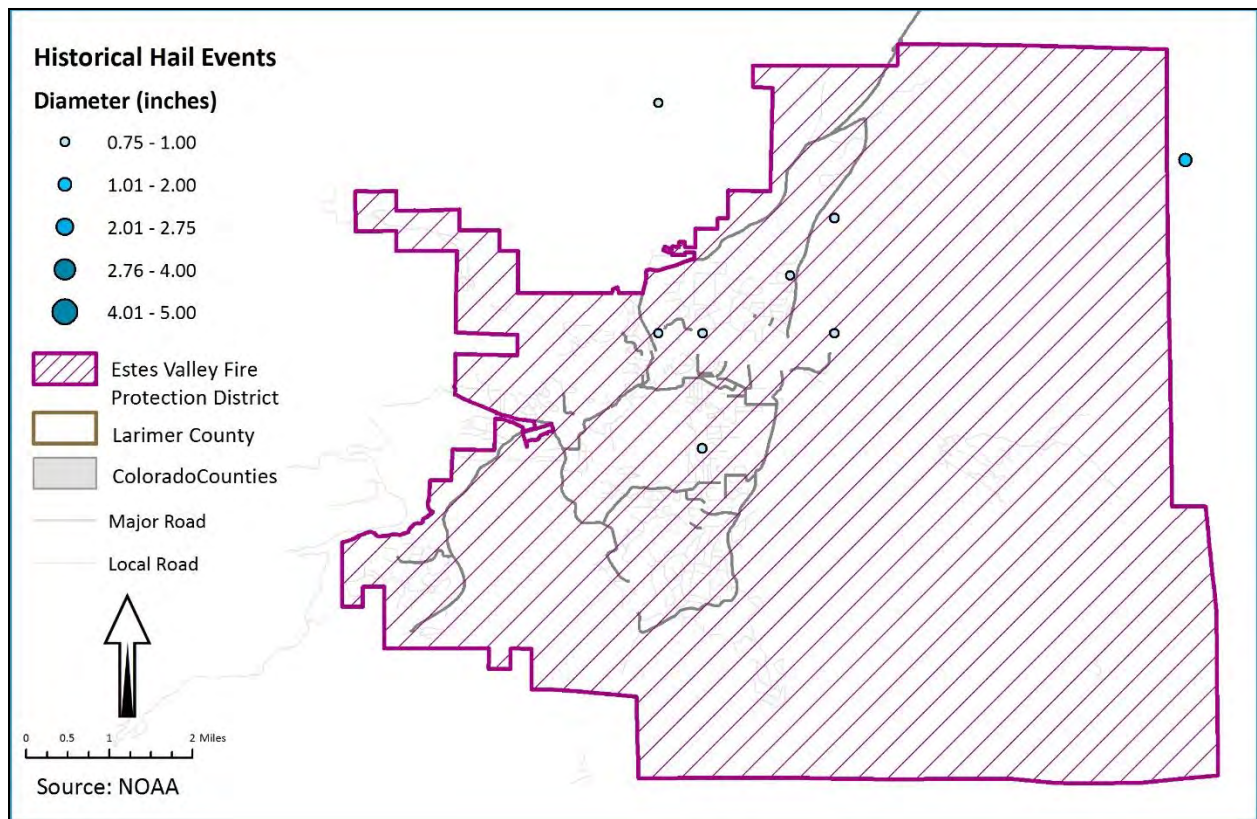 Historical Hail Events
Diameter (inches)
0.75 - 1.00
1.01 - 2.00
2.01 - 2.75
2.76 - 4.00
4.01 - 5.00
Estes Valley Fire
Protection District
Larimer County
ColoradoCounties
Major Road
Local Road
0 0.5 1 2 Miles
Source: NOAA